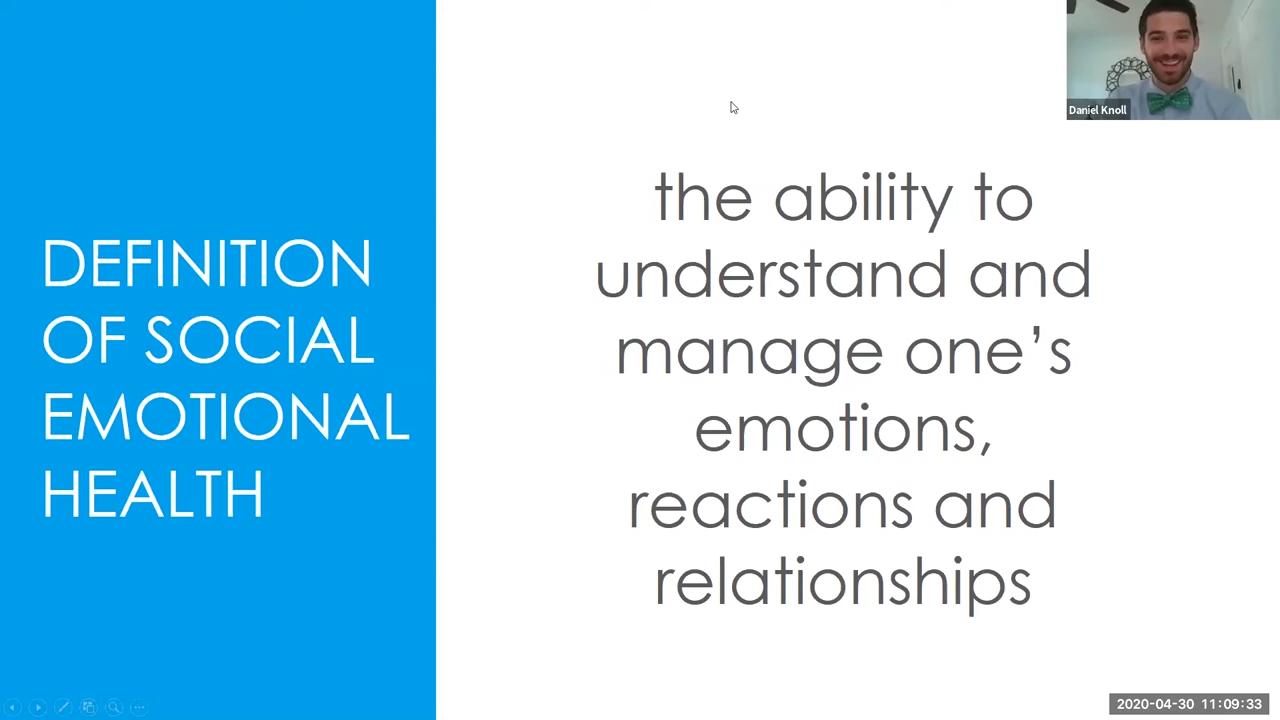 DEFINITION
OF SOCIAL
EMOTIONAL
HEALTH
the ability to
understand and
manage one’s
emotions,
reactions and
relationships
Daniel Knoll
2020-04-30 11:09:33